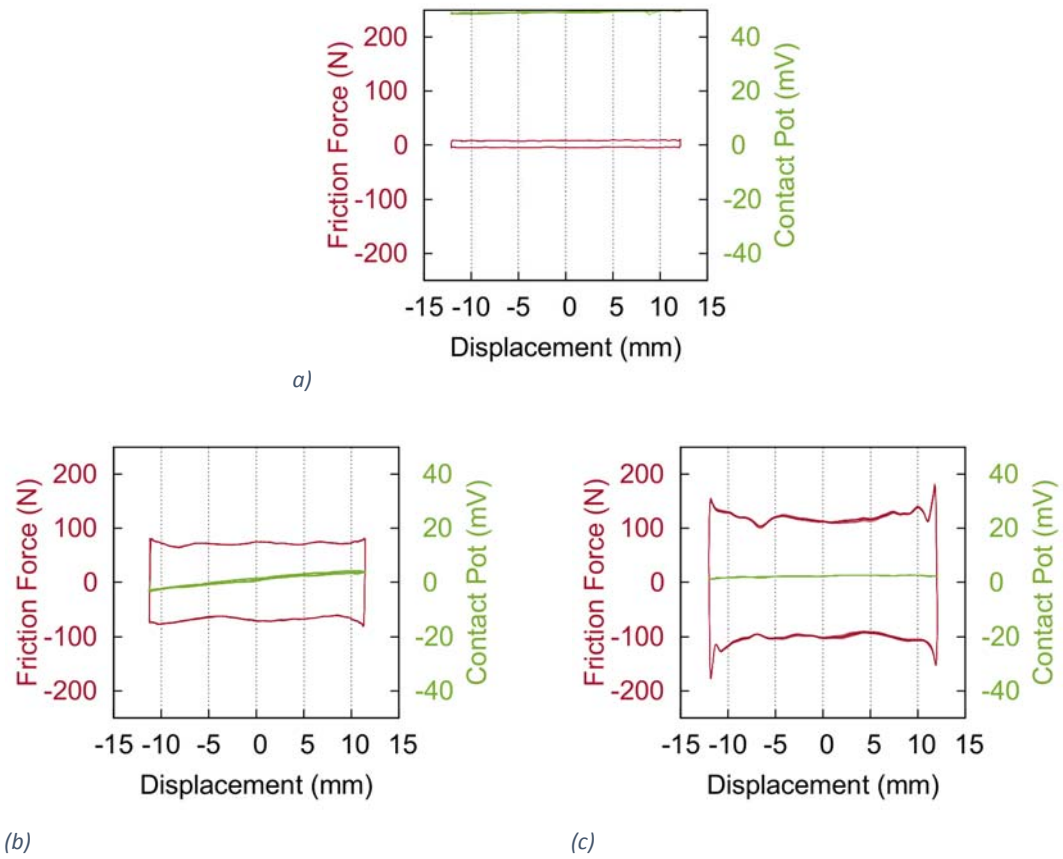 200 40
100 20
0 0
-100 -20
-200 -40
Friction Force (N)
Contact Pot (mV)
-15 -10 -5 0 5 10 15
Displacement (mm)
a)
200 40
100 20
0 0
-100 -20
-200 -40
Friction Force (N)
Contact Pot (mV)
-15 -10 -5 0 5 10 15
Displacement (mm)
(b)
200 40
100 20
0 0
-100 -20
-200 -40
Friction Force (N)
Contact Pot (mV)
-15 -10 -5 0 5 10 15
Displacement (mm)
(c)